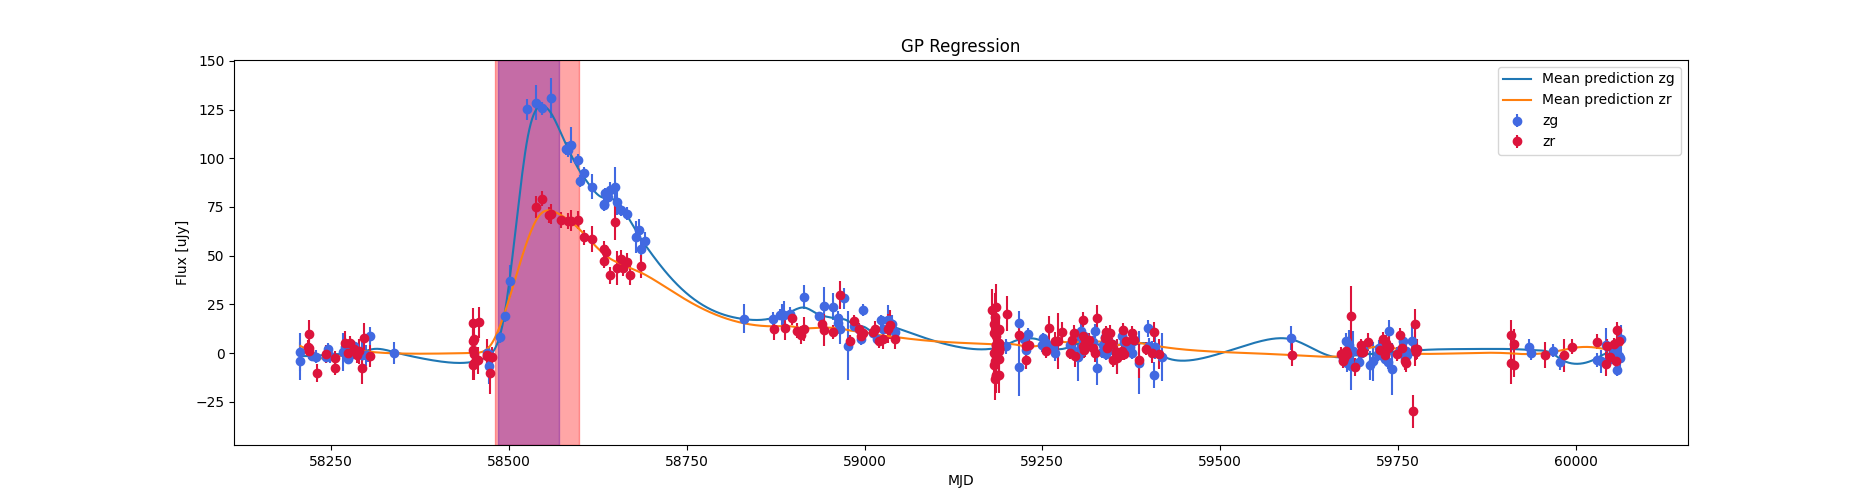 GP Regression
150
125
100
75
50
25
0
−25
Flux [uJy]
58250
58500
58750
59000
59250
59500
59750
60000
MJD
Mean prediction zg
Mean prediction zr
zg
zr